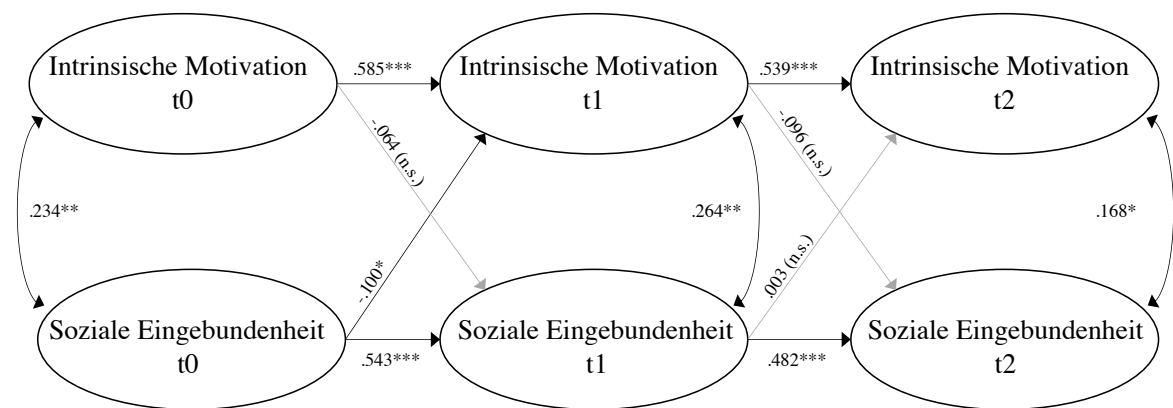 Intrinsische Motivation
t0
.585***
Intrinsische Motivation
t1
.539***
Intrinsische Motivation
t2
-.064 (n.s.)
-.096 (n.s.)
.234**
.264**
.168*
-.100*
.003 (n.s.)
Soziale Eingebundenheit
t0
.543***
Soziale Eingebundenheit
t1
.482***
Soziale Eingebundenheit
t2